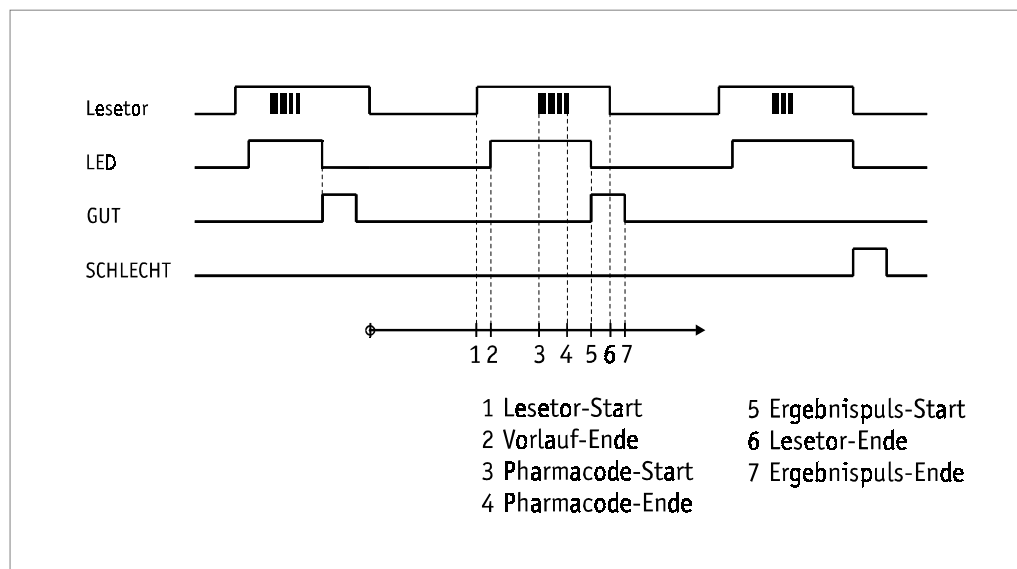 Lesetor
LED
GUT
SCHLECHT
1 2 3 4 5 6 7
1 Lesetor-Start
2 Vorlauf-Ende
3 Pharmacode-Start
4 Pharmacode-Ende
5 Ergebnispuls-Start
6 Lesetor-Ende
7 Ergebnispuls-Ende